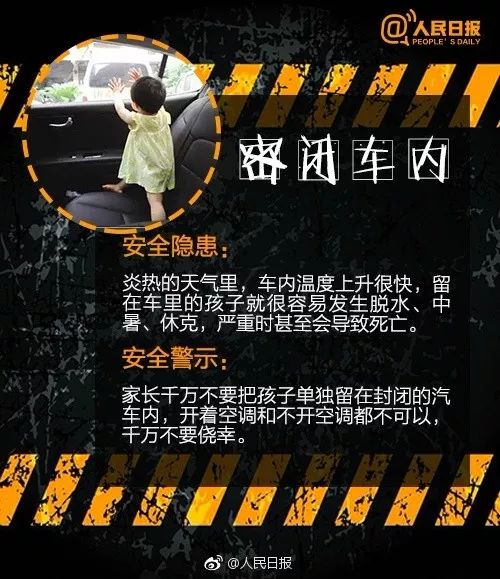 @人民日报
PEOPLE'S DAILY
密闭车内
安全隐患：
炎热的天气里，车内温度上升很快，留
在车里的孩子就很容易发生脱水、中
暑、休克，严重时甚至会导致死亡。
安全警示：
家长千万不要把孩子单独留在封闭的汽
车内，开着空调和不开空调都不可以，
千万不要侥幸。
@人民日报